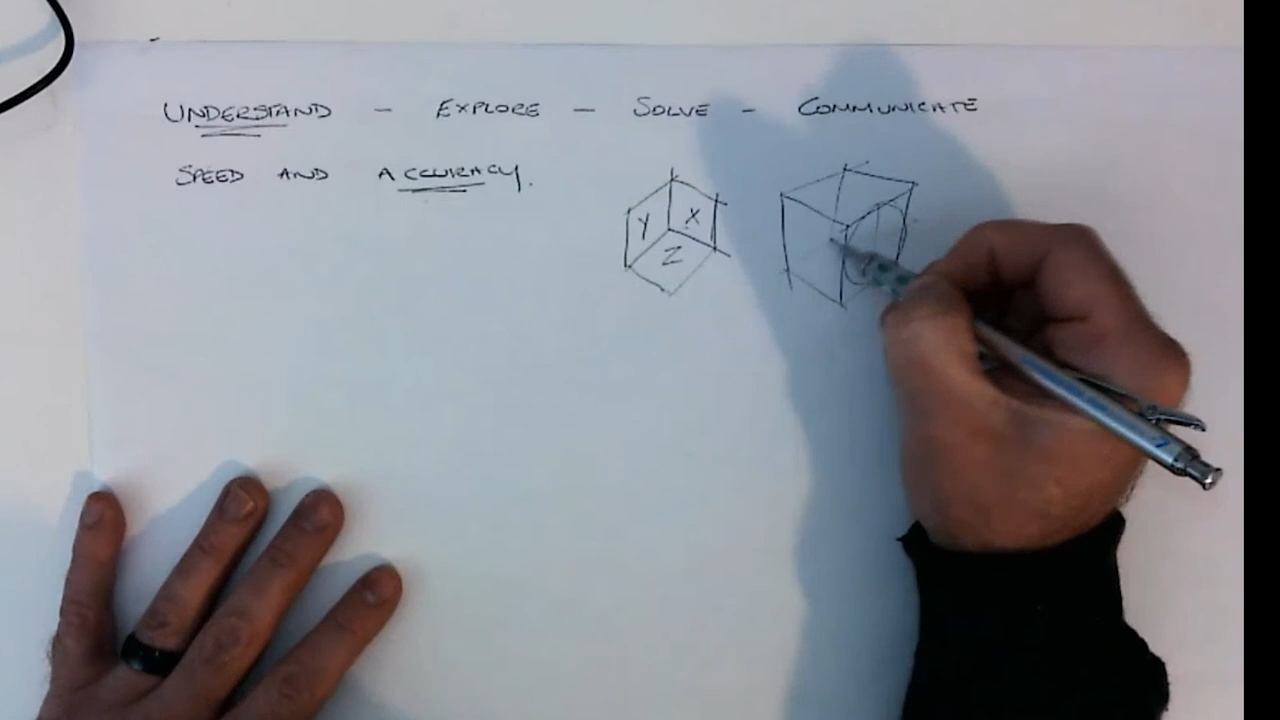 UNDERSTAND - EXPLORE - SOLVE - COMMUNICATE
SPEED AND ACCURACY.
Y X
Z